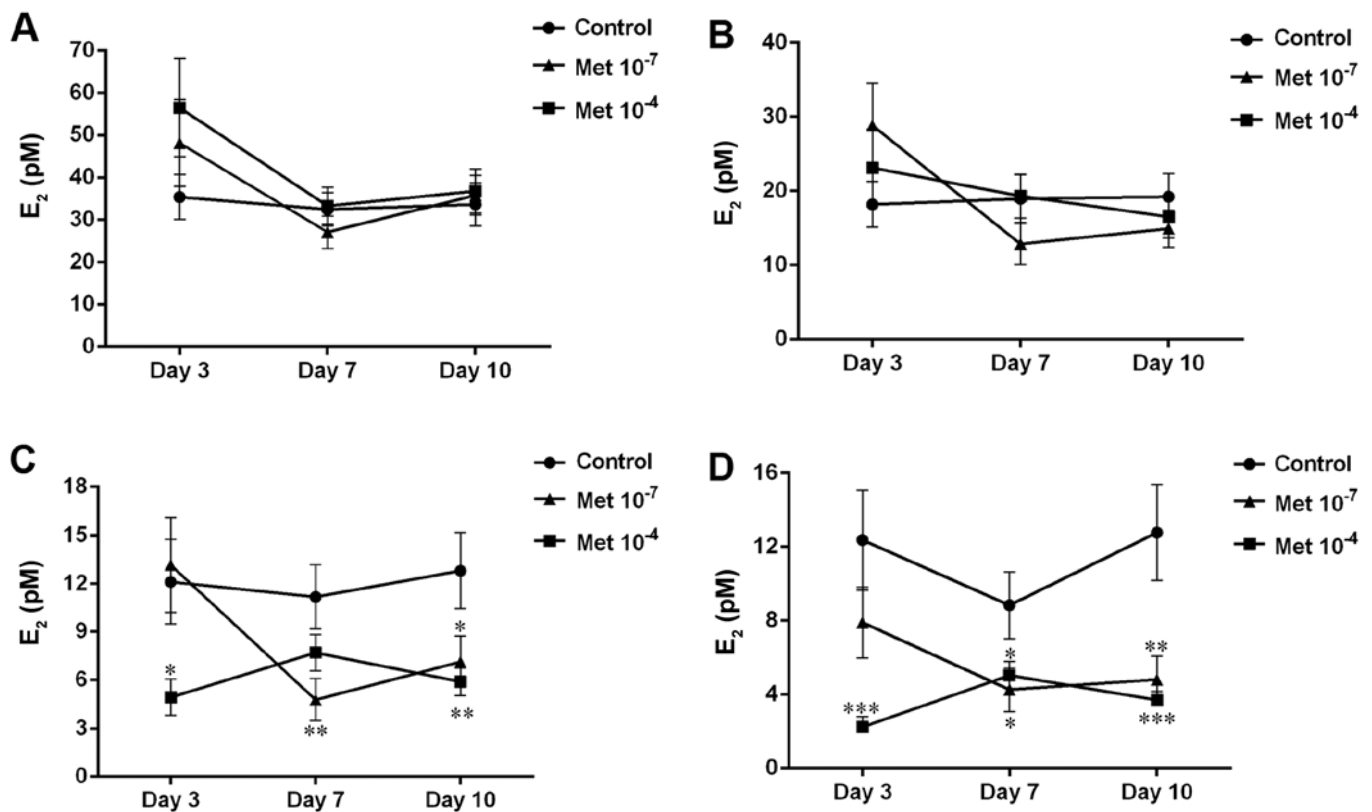 A
Control
Met 10⁻⁷
Met 10⁻⁴
E₂ (pM)
70
60
50
40
30
20
10
0
Day 3 Day 7 Day 10
B
Control
Met 10⁻⁷
Met 10⁻⁴
E₂ (pM)
40
30
20
10
0
Day 3 Day 7 Day 10
C
Control
Met 10⁻⁷
Met 10⁻⁴
E₂ (pM)
18
15
12
9
6
3
0
*
**
*
**
Day 3 Day 7 Day 10
D
Control
Met 10⁻⁷
Met 10⁻⁴
E₂ (pM)
16
12
8
4
0
***
*
*
**
***
Day 3 Day 7 Day 10